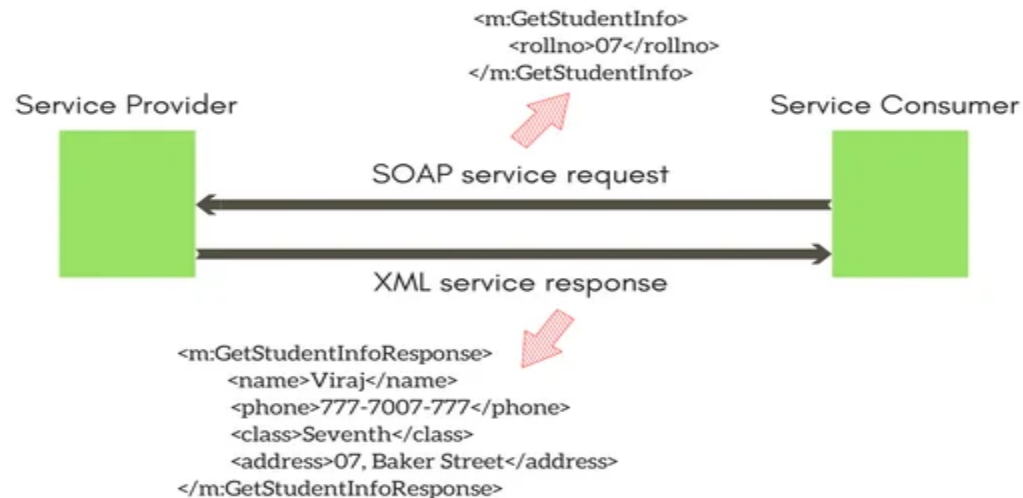 <m:GetStudentInfo>
<rollno>07</rollno>
</m:GetStudentInfo>
Service Provider
Service Consumer
SOAP service request
XML service response
<m:GetStudentInfoResponse>
<name>Viraj</name>
<phone>777-7007-777</phone>
<class>Seventh</class>
<address>07, Baker Street</address>
</m:GetStudentInfoResponse>